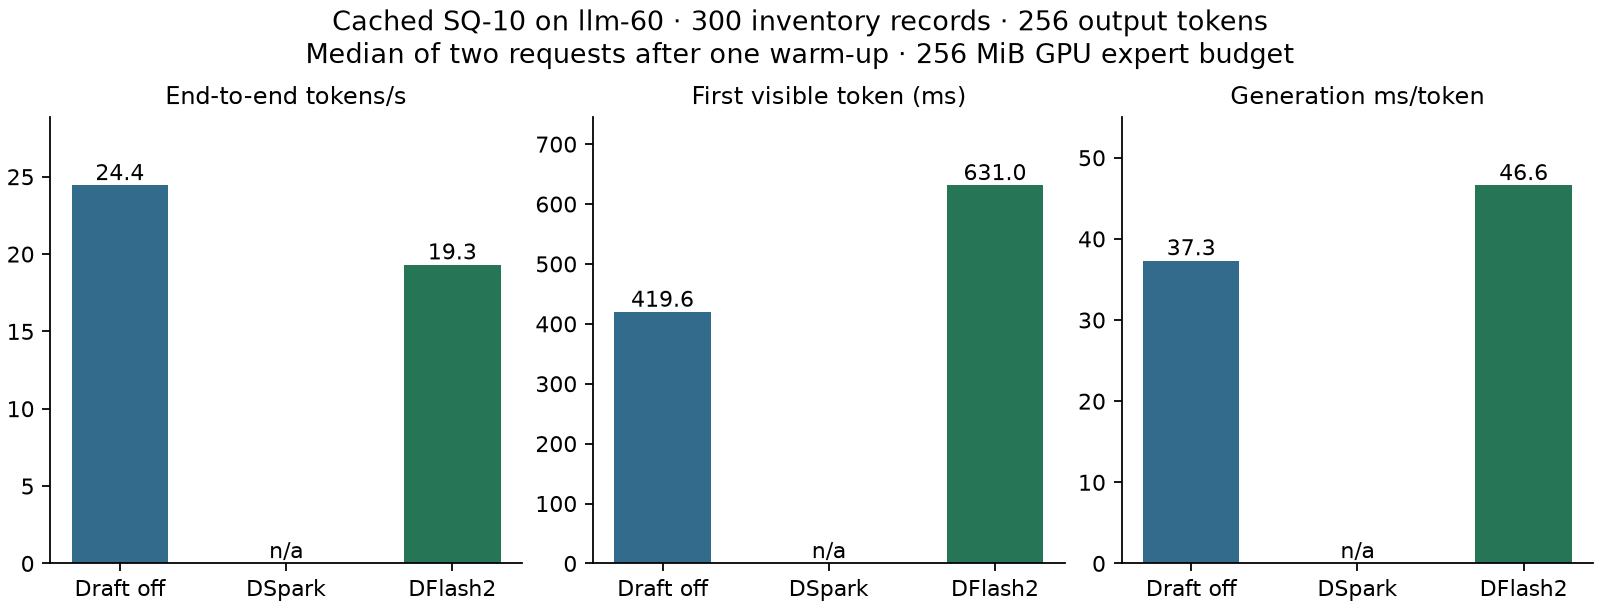 Cached SQ-10 on llm-60 · 300 inventory records · 256 output tokens
Median of two requests after one warm-up · 256 MiB GPU expert budget
End-to-end tokens/s
25
20
15
10
5
0
24.4
n/a
19.3
Draft off
DSpark
DFlash2
First visible token (ms)
700
600
500
400
300
200
100
0
419.6
n/a
631.0
Draft off
DSpark
DFlash2
Generation ms/token
50
40
30
20
10
0
37.3
n/a
46.6
Draft off
DSpark
DFlash2